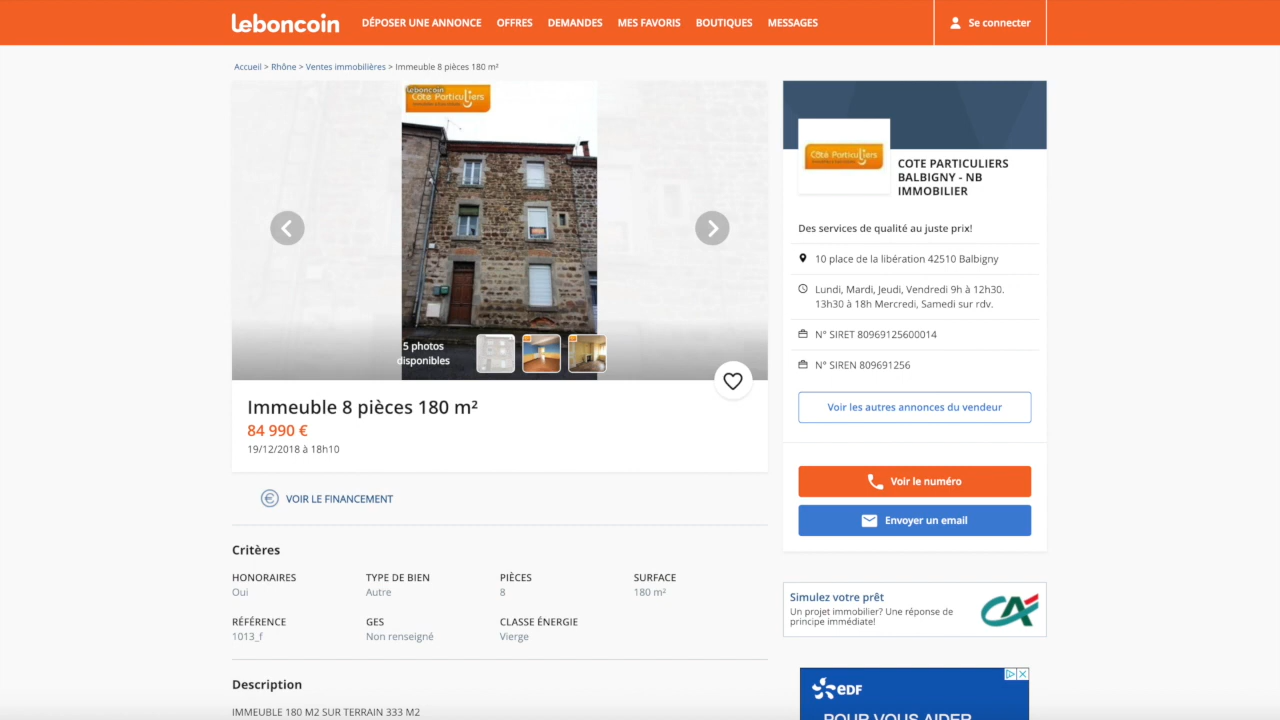 leboncoin
DÉPOSER UNE ANNONCE
OFFRES
DEMANDES
MES FAVORIS
BOUTIQUES
MESSAGES
Se connecter
Accueil > Rhône > Ventes immobilières > Immeuble 8 pièces 180 m²
leboncoin
Côté Particuliers
5 photos
disponibles
Immeuble 8 pièces 180 m²
84 990 €
19/12/2018 à 18h10
VOIR LE FINANCEMENT
Critères
HONORAIRES
Oui
TYPE DE BIEN
Autre
PIÈCES
8
SURFACE
180 m²
RÉFÉRENCE
1013_f
GES
Non renseigné
CLASSE ÉNERGIE
Vierge
Description
IMMEUBLE 180 M2 SUR TERRAIN 333 M2
Côté Particuliers
COTE PARTICULIERS
BALBIGNY - NB
IMMOBILIER
Des services de qualité au juste prix!
10 place de la libération 42510 Balbigny
Lundi, Mardi, Jeudi, Vendredi 9h à 12h30.
13h30 à 18h Mercredi, Samedi sur rdv.
N° SIRET 80969125600014
N° SIREN 809691256
Voir les autres annonces du vendeur
Voir le numéro
Envoyer un email
Simulez votre prêt
Un projet immobilier? Une réponse de
principe immédiate!
CA
eDF
POUR VOUS AIDER